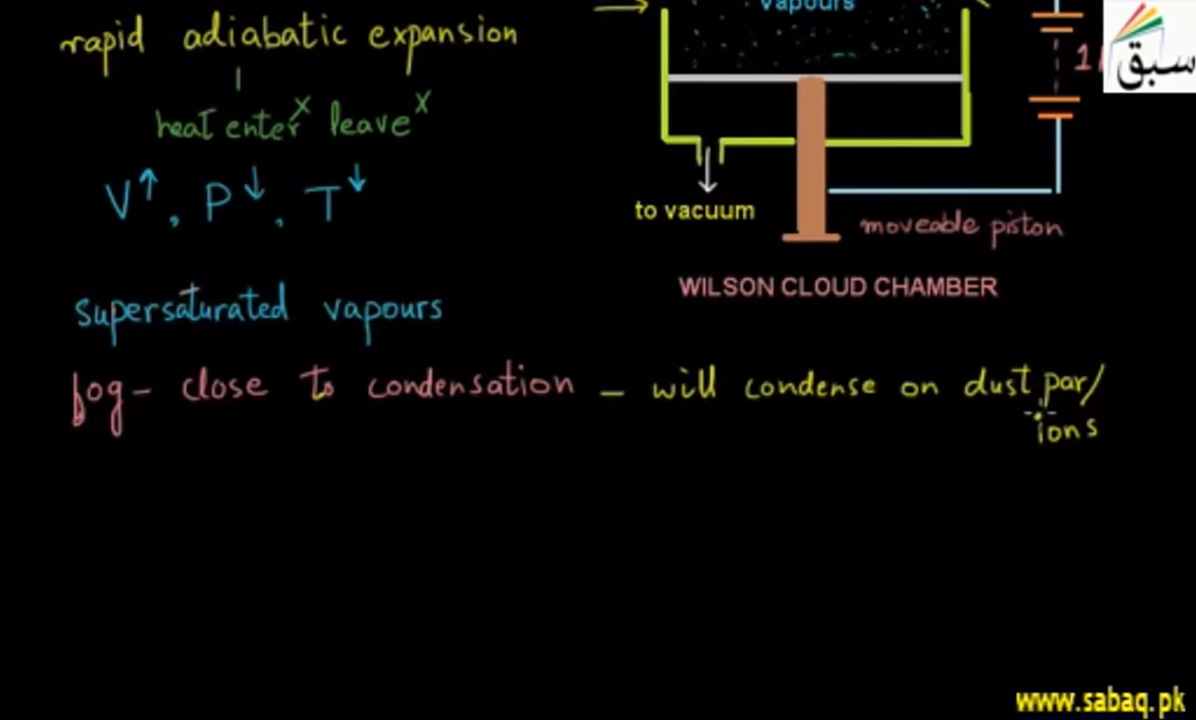 rapid adiabatic expansion
heat enter x leave x
V↑, P↓, T↓
supersaturated vapours
fog - close to condensation - will condense on dust par/
ions
vapours
to vacuum
moveable piston
WILSON CLOUD CHAMBER
1
سبق
www.sabaq.pk